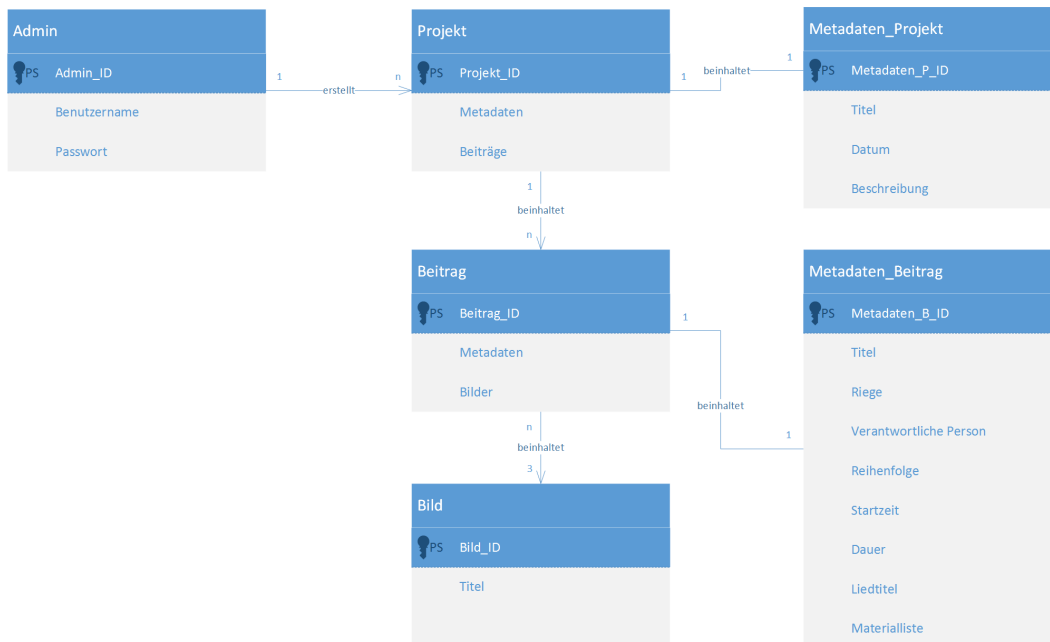 Admin
PS Admin_ID
Benutzername
Passwort
1
erstellt
n
Projekt
PS Projekt_ID
Metadaten
Beiträge
1
beinhaltet
1
Metadaten_Projekt
PS Metadaten_P_ID
Titel
Datum
Beschreibung
1
beinhaltet
n
Beitrag
PS Beitrag_ID
Metadaten
Bilder
1
beinhaltet
1
Metadaten_Beitrag
PS Metadaten_B_ID
Titel
Riege
Verantwortliche Person
Reihenfolge
Startzeit
Dauer
Liedtitel
Materialliste
n
beinhaltet
3
Bild
PS Bild_ID
Titel